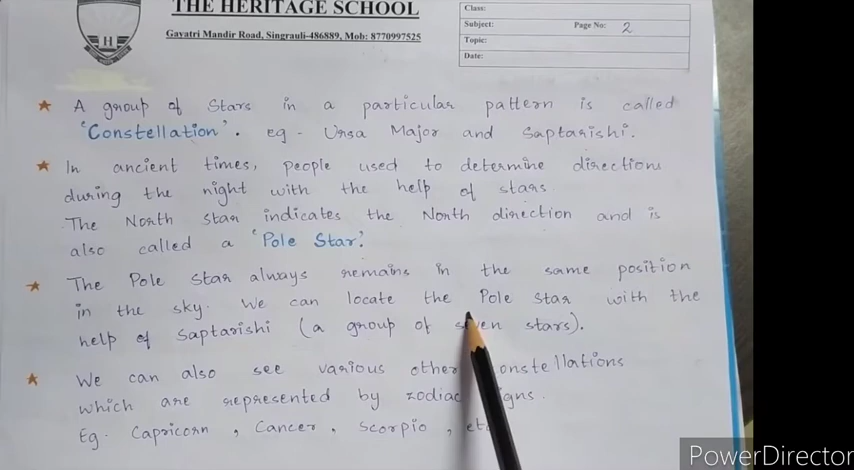 THE HERITAGE SCHOOL
Gayatri Mandir Road, Singrauli-486889, Mob: 8770997525
Class:
Subject: Page No: 2
Topic:
Date:
H
★ A group of Stars in a particular pattern is called
'Constellation'. eg - Ursa Major and Saptarishi.
★ In ancient times, people used to determine directions
during the night with the help of stars.
The North star indicates the North direction and is
also called a 'Pole Star'.
★ The Pole Star always remains in the same position
in the sky. We can locate the Pole star with the
help of Saptarishi (a group of seven stars).
★ We can also see various other onstellations
which are represented by zodiac igns.
Eg. Capricorn, Cancer, Scorpio, etc
PowerDirector